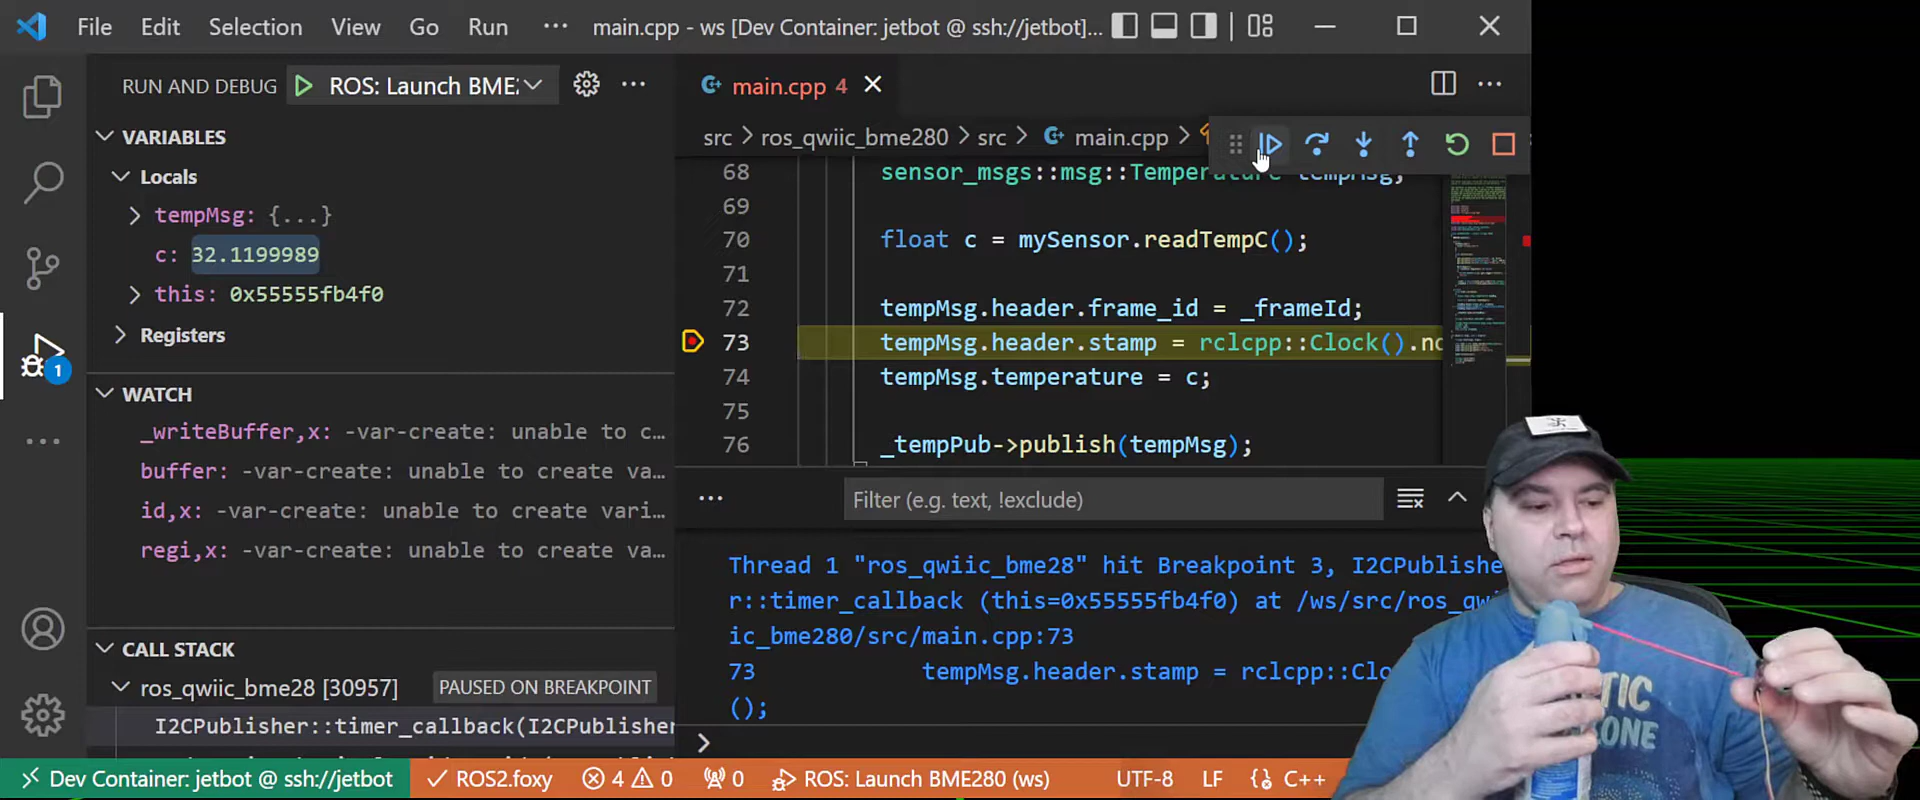 File Edit Selection View Go Run ··· main.cpp - ws [Dev Container: jetbot @ ssh://jetbot]...
RUN AND DEBUG ROS: Launch BME: ···
main.cpp 4
VARIABLES
src > ros_qwiic_bme280 > src > main.cpp >
Locals
tempMsg: {...}
c: 32.1199989
this: 0x55555fb4f0
Registers
68 sensor_msgs::msg::Temperature tempMsg;
69
70 float c = mySensor.readTempC();
71
72 tempMsg.header.frame_id = _frameId;
73 tempMsg.header.stamp = rclcpp::Clock().no
74 tempMsg.temperature = c;
75
76 _tempPub->publish(tempMsg);
1
WATCH
_writeBuffer,x: -var-create: unable to c…
buffer: -var-create: unable to create va…
id,x: -var-create: unable to create vari…
regi,x: -var-create: unable to create va…
··· Filter (e.g. text, !exclude)
Thread 1 "ros_qwiic_bme28" hit Breakpoint 3, I2CPublishe
r::timer_callback (this=0x55555fb4f0) at /ws/src/ros_qw
ic_bme280/src/main.cpp:73
73 tempMsg.header.stamp = rclcpp::Clo
();
>
CALL STACK
ros_qwiic_bme28 [30957] PAUSED ON BREAKPOINT
I2CPublisher::timer_callback(I2CPublisher
Dev Container: jetbot @ ssh://jetbot ROS2.foxy 4 0 0 ROS: Launch BME280 (ws) UTF-8 LF {} C++